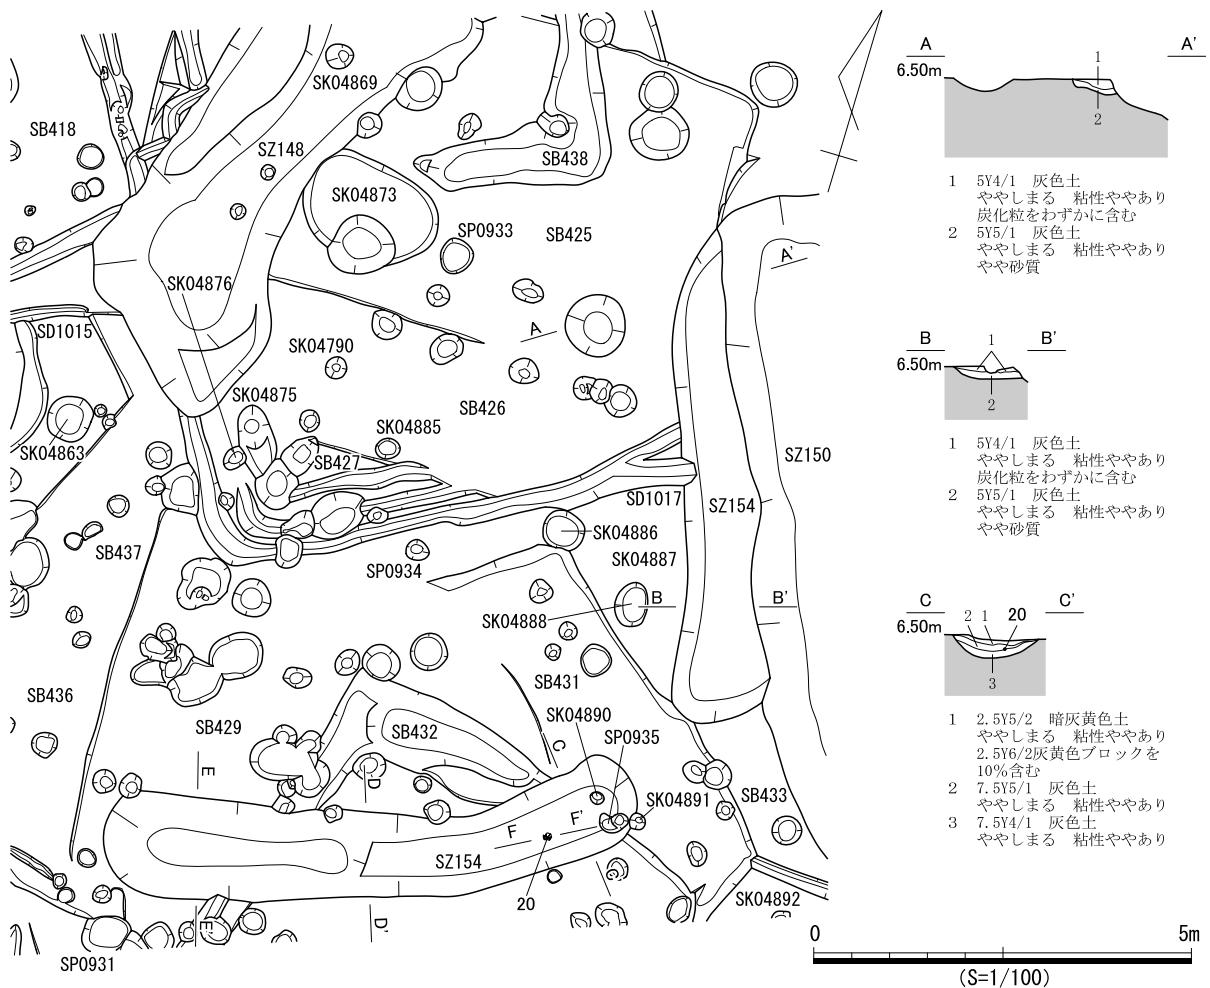 SK04869
SB418
SZ148
SB438
SK04873
SP0933
SB425
A'
SK04876
SD1015
A
SK04790
SK04875
SB426
SK04885
SK04863
SB427
SZ150
SD1017
SZ154
SK04886
SB437
SK04887
SP0934
B
B'
SK04888
SB431
SB436
SK04890
SB429
SB432
SP0935
C
E
D
SK04891
SB433
F
F'
SZ154
20
SK04892
E'
D'
SP0931
A
A'
6.50m
1
2
1 5Y4/1 灰色土
ややしまる 粘性ややあり
炭化粒をわずかに含む
2 5Y5/1 灰色土
ややしまる 粘性ややあり
やや砂質
B
B'
1
6.50m
2
1 5Y4/1 灰色土
ややしまる 粘性ややあり
炭化粒をわずかに含む
2 5Y5/1 灰色土
ややしまる 粘性ややあり
やや砂質
C
C'
2 1 20
6.50m
3
1 2.5Y5/2 暗灰黄色土
ややしまる 粘性ややあり
2.5Y6/2灰黄色ブロックを
10%含む
2 7.5Y5/1 灰色土
ややしまる 粘性ややあり
3 7.5Y4/1 灰色土
ややしまる 粘性ややあり
0 5m
(S=1/100)